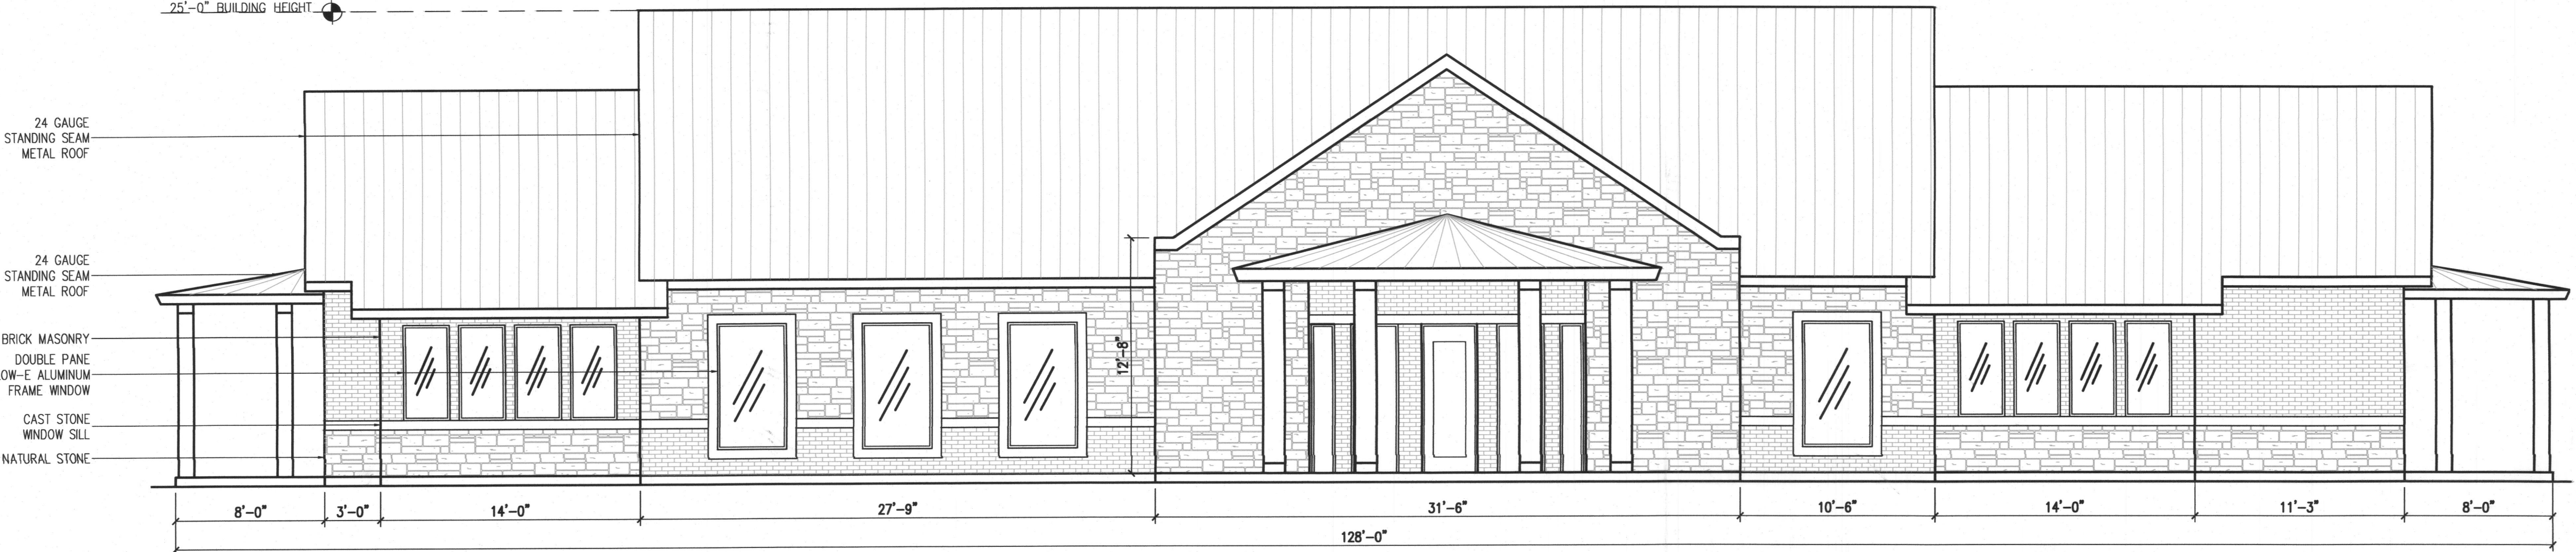 25'-0" BUILDING HEIGHT
24 GAUGE
STANDING SEAM
METAL ROOF
24 GAUGE
STANDING SEAM
METAL ROOF
BRICK MASONRY
DOUBLE PANE
OW-E ALUMINUM
FRAME WINDOW
CAST STONE
WINDOW SILL
NATURAL STONE
12'-8"
8'-0" 3'-0" 14'-0" 27'-9" 31'-6" 10'-6" 14'-0" 11'-3" 8'-0"
128'-0"